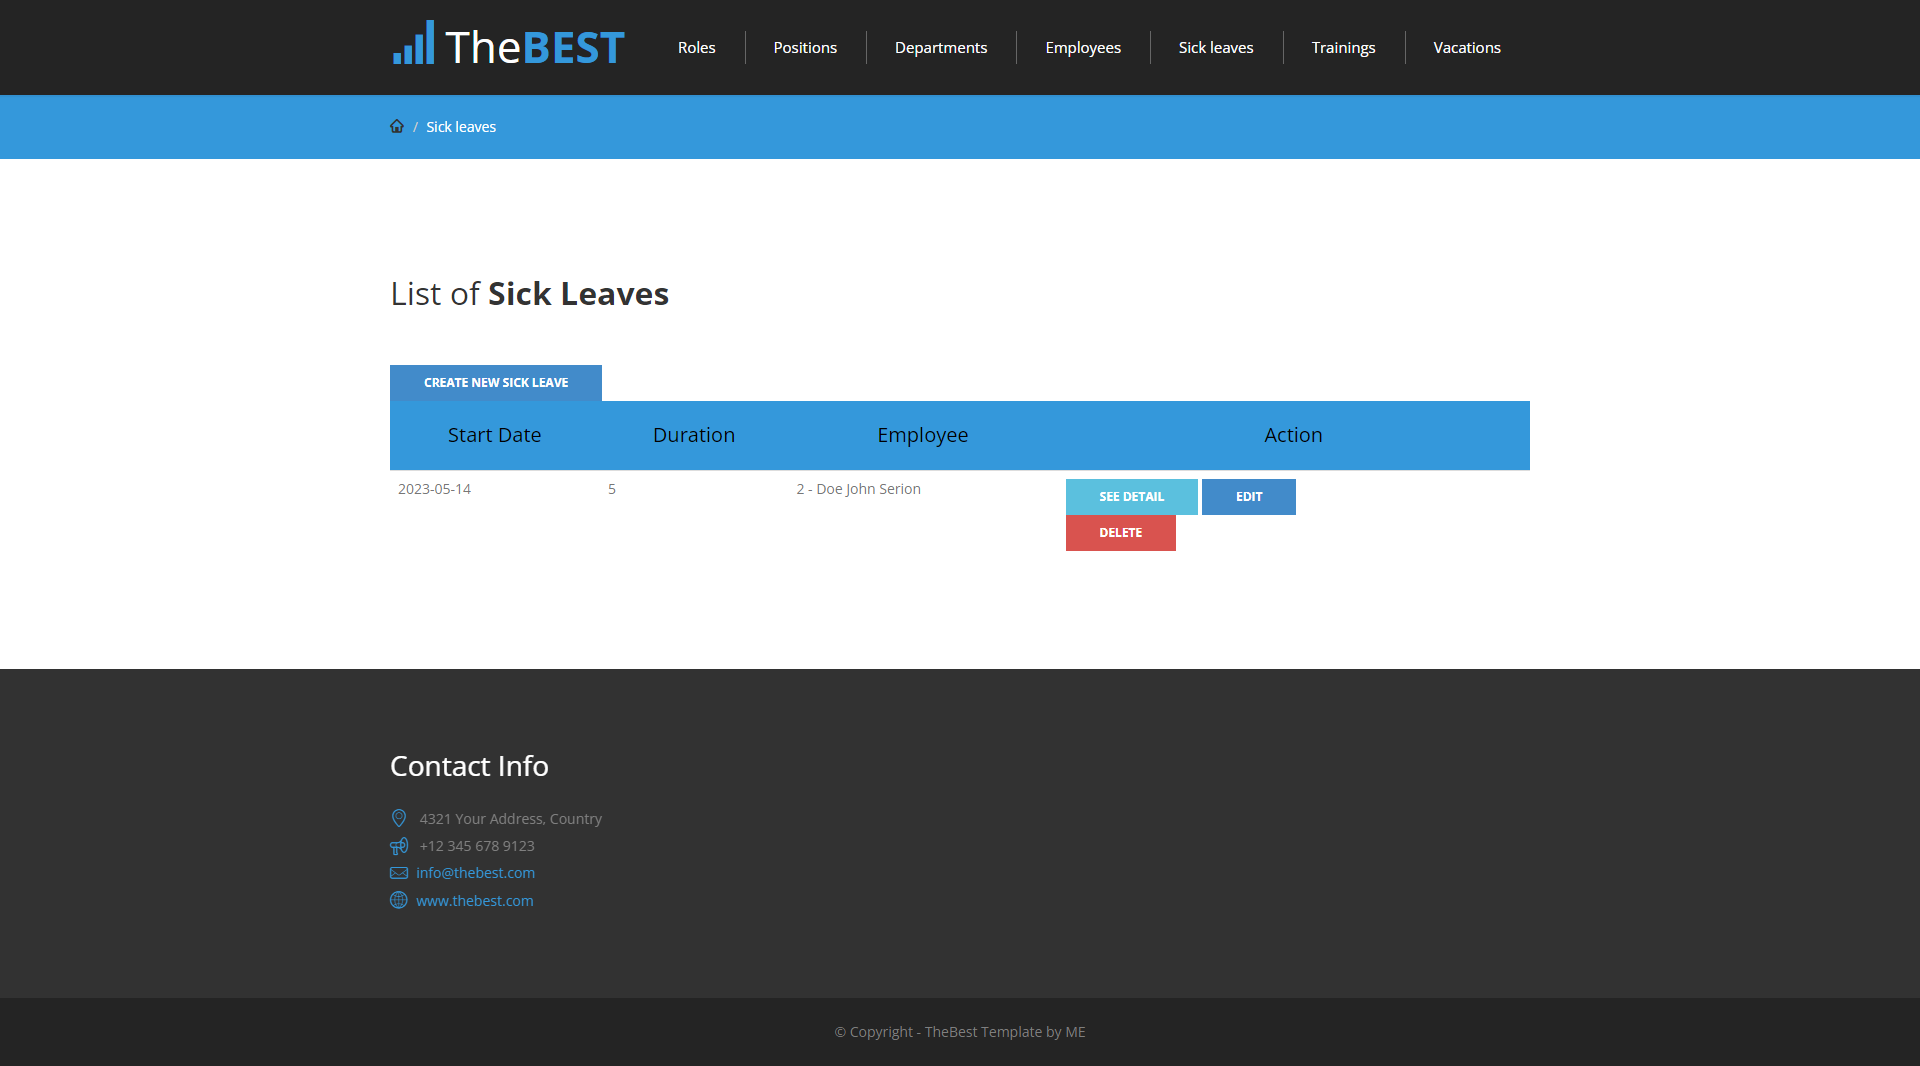 TheBEST
Roles
Positions
Departments
Employees
Sick leaves
Trainings
Vacations
/ Sick leaves
List of Sick Leaves
CREATE NEW SICK LEAVE
Start Date Duration Employee Action
2023-05-14 5 2 - Doe John Serion SEE DETAIL EDIT
DELETE
Contact Info
4321 Your Address, Country
+12 345 678 9123
info@thebest.com
www.thebest.com
© Copyright - TheBest Template by ME